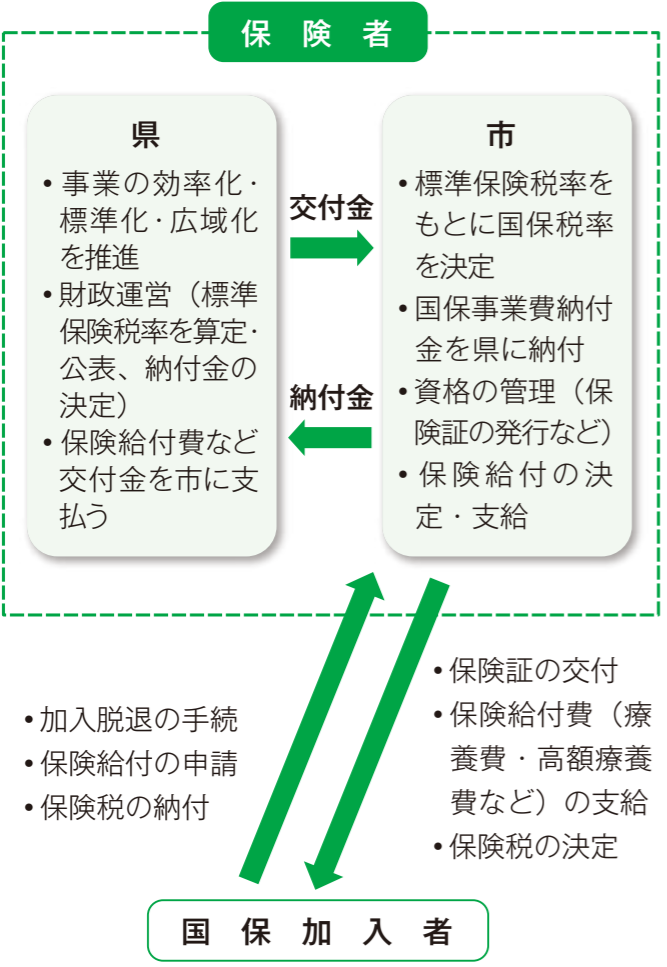 保険者
県
• 事業の効率化・
標準化・広域化
を推進
• 財政運営（標準
保険税率を算定・
公表、納付金の
決定）
• 保険給付費など
交付金を市に支
払う
交付金
納付金
市
• 標準保険税率を
もとに国保税率
を決定
• 国保事業費納付
金を県に納付
• 資格の管理（保
険証の発行など）
• 保険給付の決
定・支給
• 加入脱退の手続
• 保険給付の申請
• 保険税の納付
• 保険証の交付
• 保険給付費（療
養費・高額療養
費など）の支給
• 保険税の決定
国保加入者